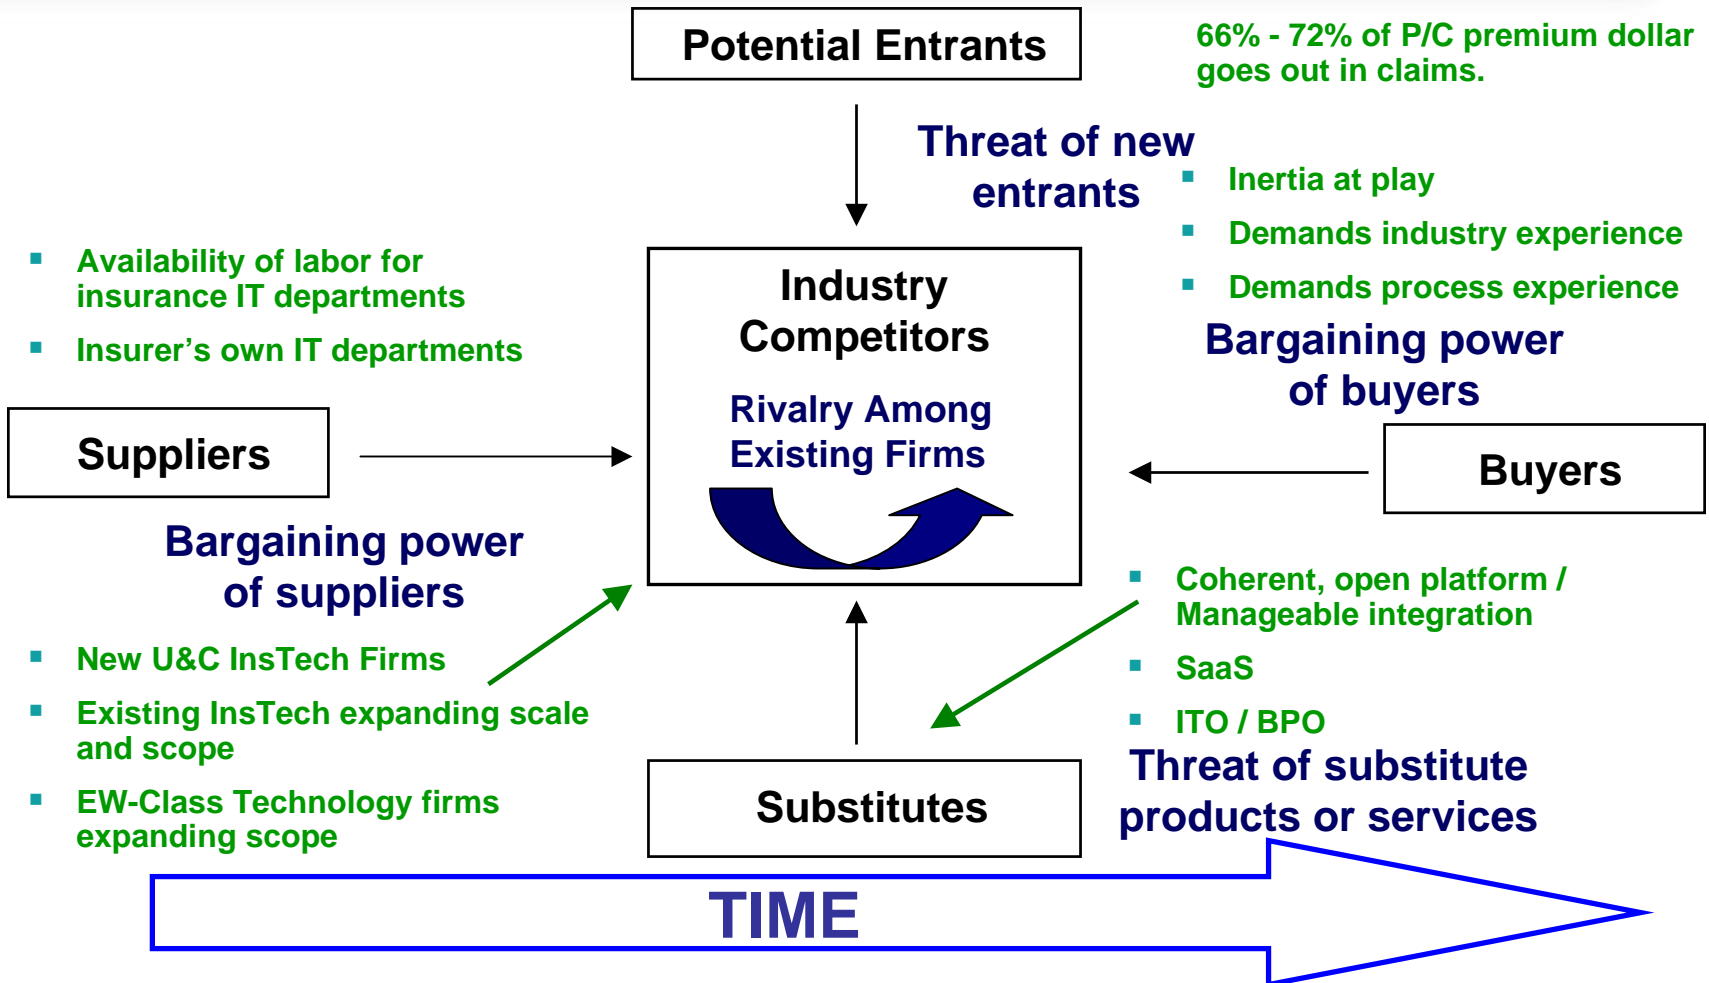 Potential Entrants
66% - 72% of P/C premium dollar
goes out in claims.
Threat of new
entrants
▪ Inertia at play
▪ Demands industry experience
▪ Demands process experience
▪ Availability of labor for
insurance IT departments
▪ Insurer’s own IT departments
Industry
Competitors
Rivalry Among
Existing Firms
Bargaining power
of buyers
Suppliers
Buyers
Bargaining power
of suppliers
▪ New U&C InsTech Firms
▪ Existing InsTech expanding scale
and scope
▪ EW-Class Technology firms
expanding scope
▪ Coherent, open platform /
Manageable integration
▪ SaaS
▪ ITO / BPO
Threat of substitute
products or services
Substitutes
TIME